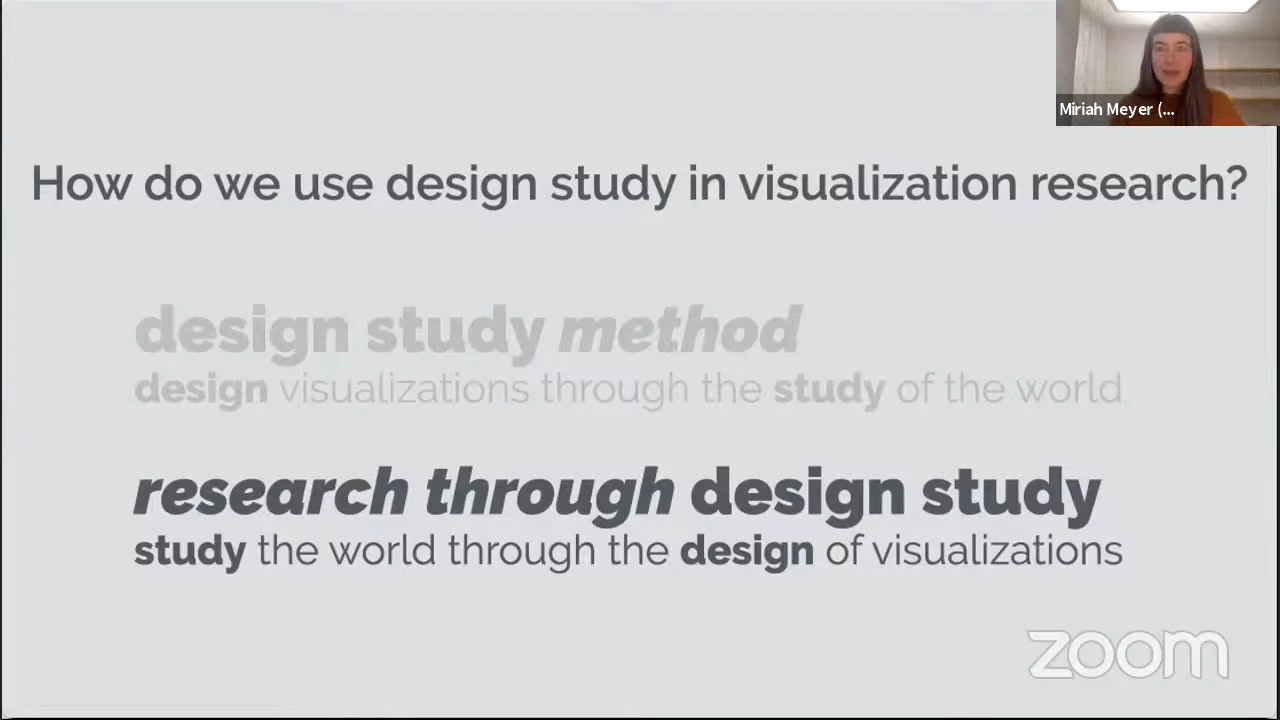 Miriah Meyer (...
How do we use design study in visualization research?
design study method
design visualizations through the study of the world
research through design study
study the world through the design of visualizations
zoom